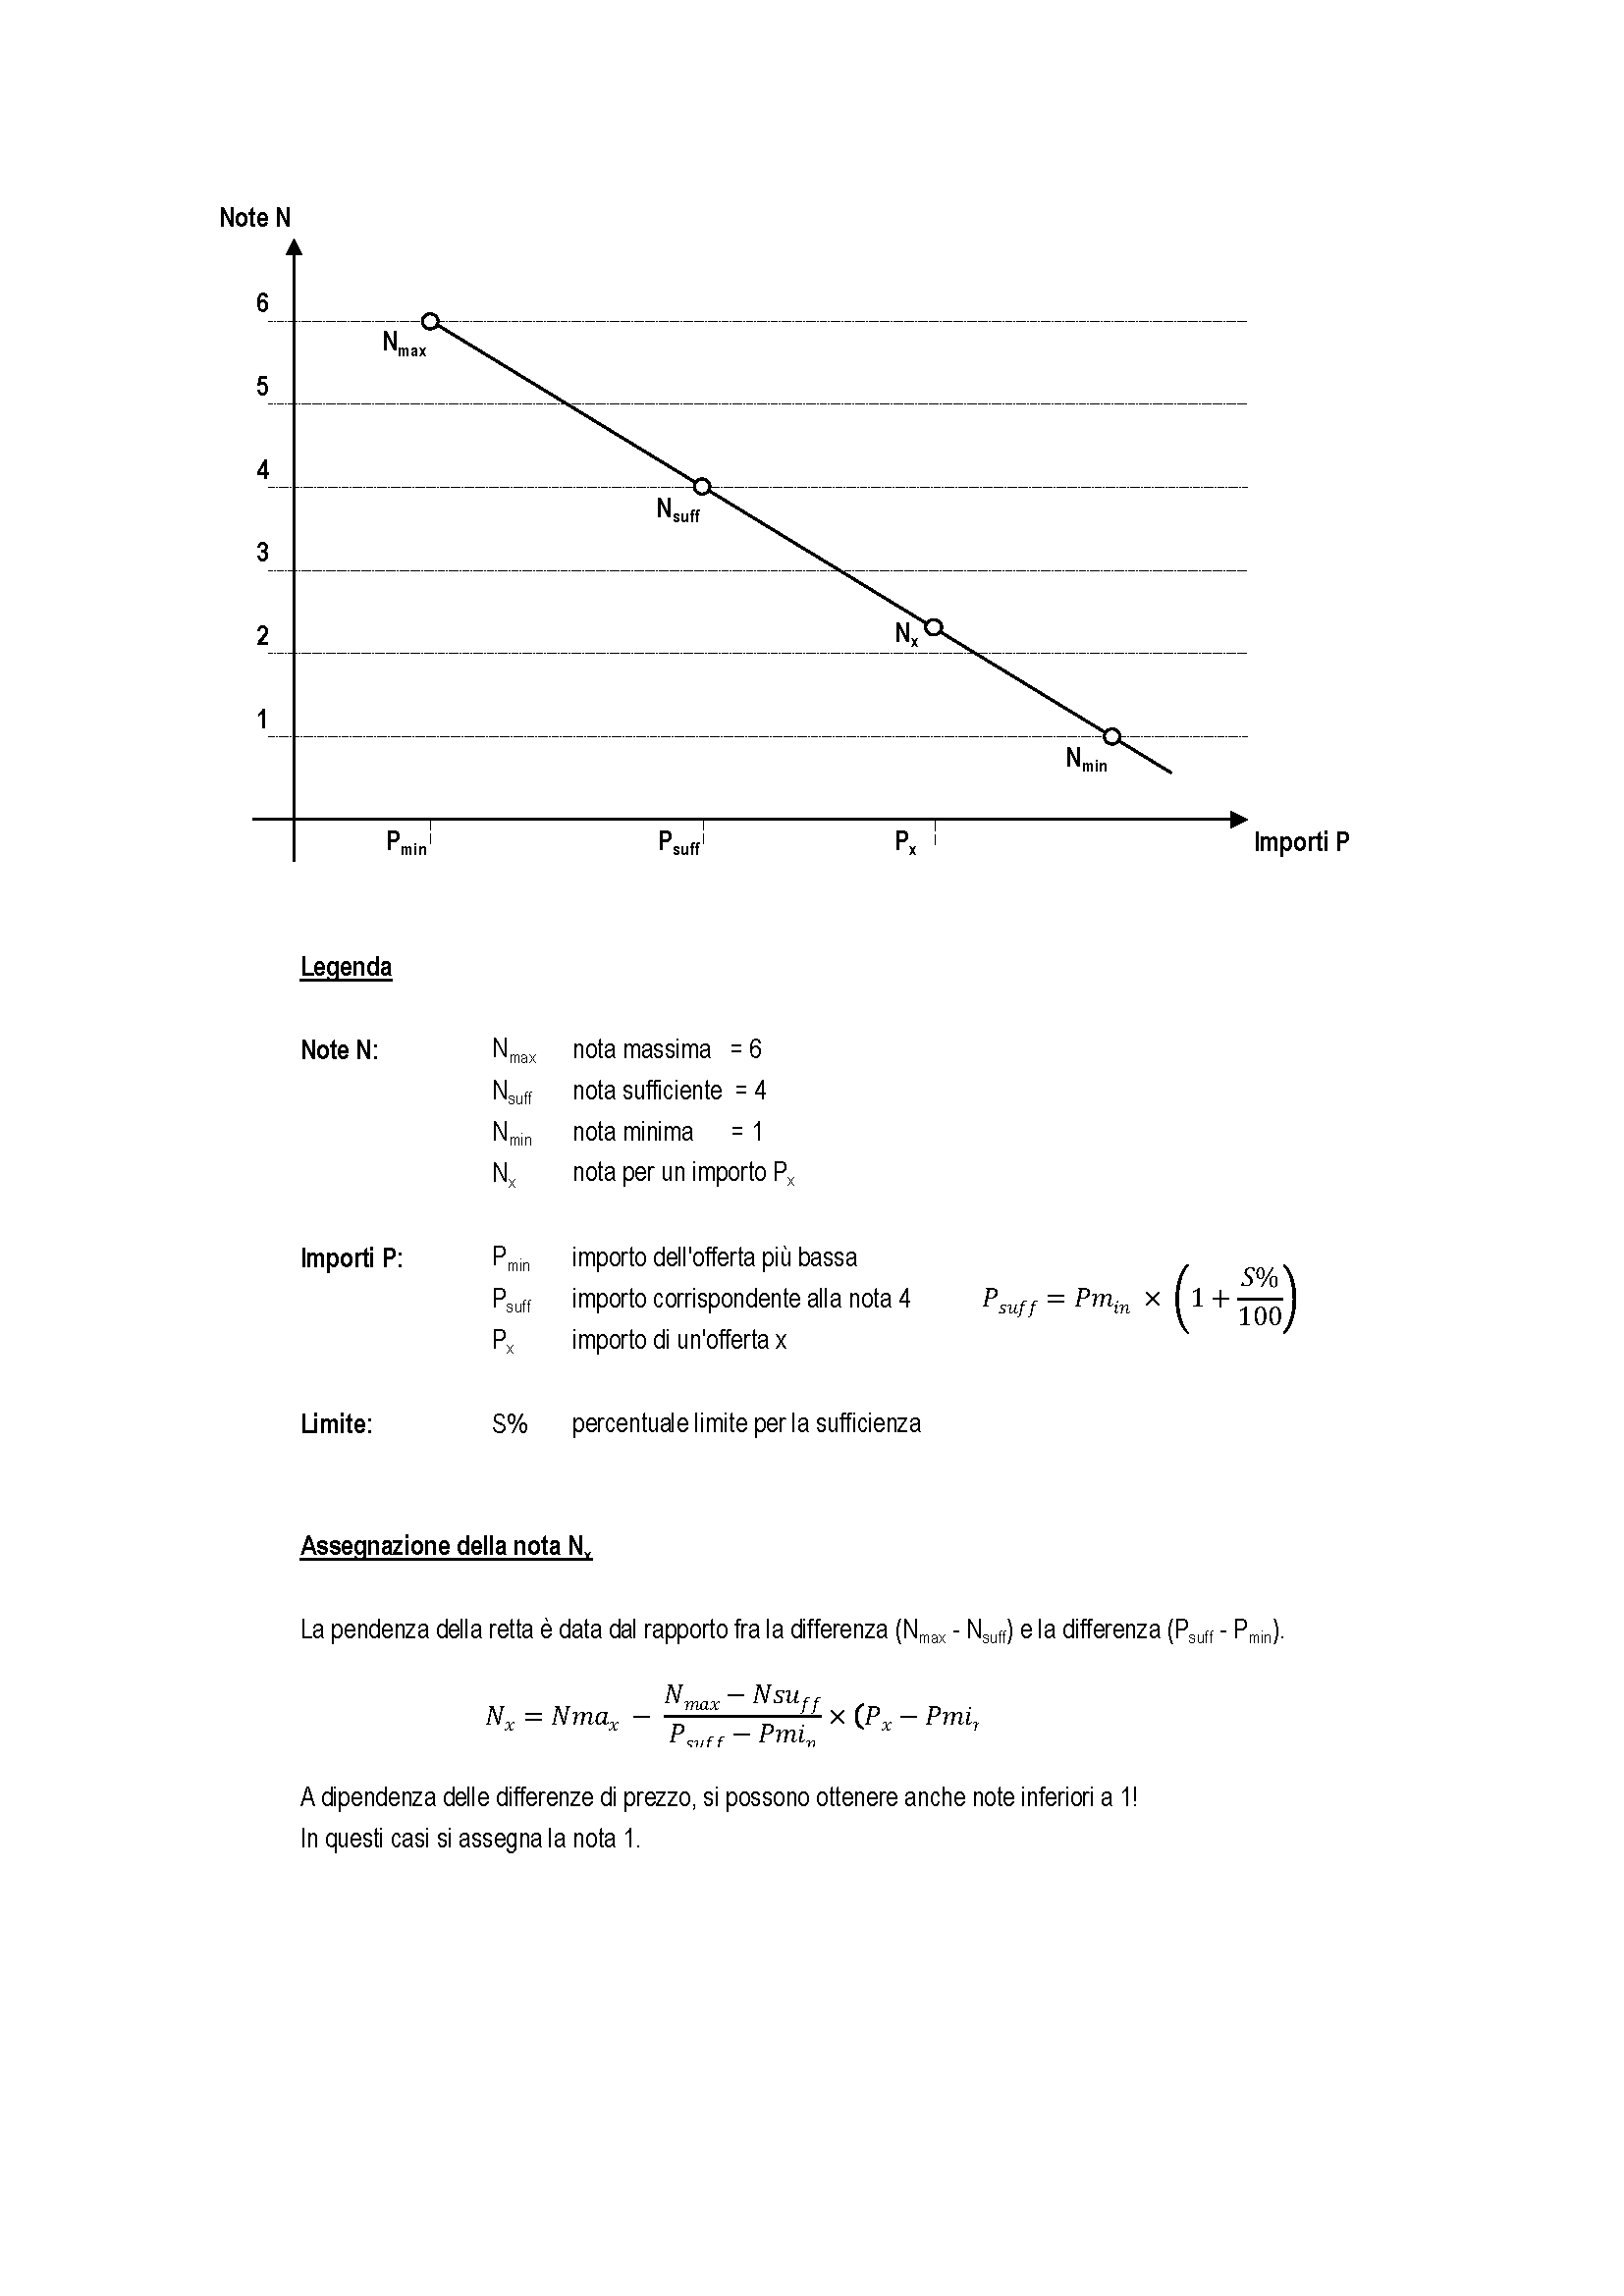 Note N
6
Nmax
5
4
Nsuff
3
2
Nx
1
Nmin
Pmin Psuff Px Importi P
Legenda
Note N: Nmax nota massima = 6
Nsuff nota sufficiente = 4
Nmin nota minima = 1
Nx nota per un importo Px
Importi P: Pmin importo dell'offerta più bassa
Psuff importo corrispondente alla nota 4 Psuff = Pmin × (1 + S%/100)
Px importo di un'offerta x
Limite: S% percentuale limite per la sufficienza
Assegnazione della nota Nx
La pendenza della retta è data dal rapporto fra la differenza (Nmax - Nsuff) e la differenza (Psuff - Pmin).
Nx = Nmax − (Nmax − Nsuff)/(Psuff − Pmin) × (Px − Pmi
A dipendenza delle differenze di prezzo, si possono ottenere anche note inferiori a 1!
In questi casi si assegna la nota 1.